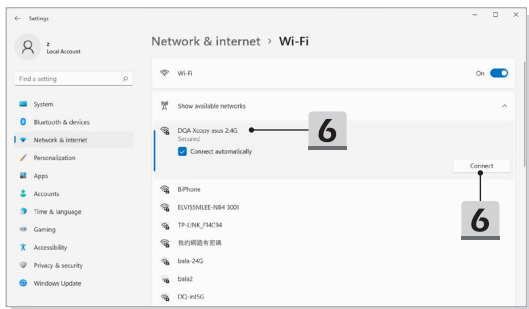 Settings
z
Local Account
Find a setting
System
Bluetooth & devices
Network & internet
Personalization
Apps
Accounts
Time & language
Gaming
Accessibility
Privacy & security
Windows Update
Network & internet > Wi-Fi
Wi-Fi
On
Show available networks
DQA Xcopy asus 2.4G
Secured
Connect automatically
6
Connect
6
BiPhone
ELVISSMLEE-NB4 3001
TP-LINK_F14C94
我的網路有密碼
bala-24G
bala2
DQ-int5G